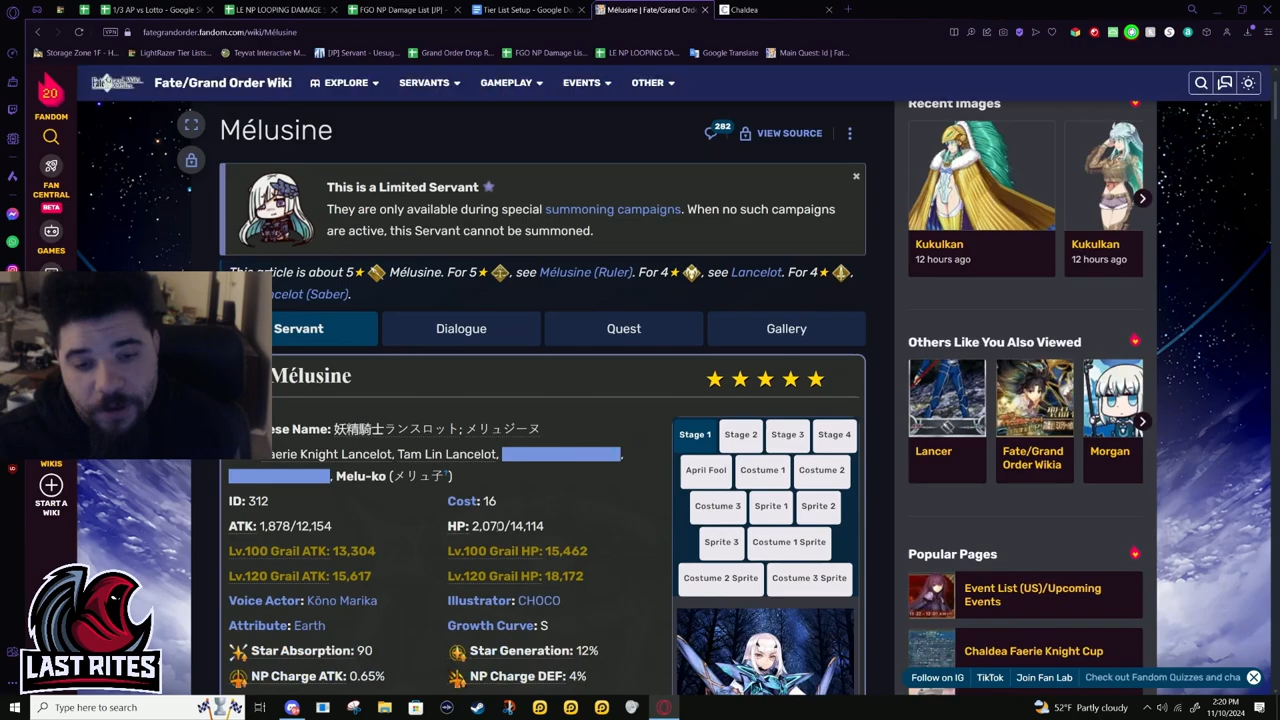 1/3 AP vs Lotto - Google S
LE NP LOOPING DAMAGE
FGO NP Damage List [JP]
Tier List Setup - Google Do
Mélusine | Fate/Grand Ord
Chaldea
VPN
fategrandorder.fandom.com/wiki/Mélusine
Storage Zone 1F - H...
LightRazer Tier Lists...
Teyvat Interactive M...
[JP] Servant - Uesug...
Grand Order Drop R...
FGO NP Damage Lis...
LE NP LOOPING DA...
Google Translate
Main Quest: Id | Fat...
20
FANDOM
FAN CENTRAL
BETA
GAMES
WIKIS
START A WIKI
Fate/Grand Order Wiki
EXPLORE
SERVANTS
GAMEPLAY
EVENTS
OTHER
Mélusine
282
VIEW SOURCE
This is a Limited Servant
They are only available during special summoning campaigns. When no such campaigns
are active, this Servant cannot be summoned.
This article is about 5★ Mélusine. For 5★, see Mélusine (Ruler). For 4★, see Lancelot. For 4★,
ncelot (Saber).
Servant
Dialogue
Quest
Gallery
Mélusine
ese Name: 妖精騎士ランスロット; メリュジーヌ
aerie Knight Lancelot, Tam Lin Lancelot,
, Melu-ko (メリュ子?)
ID: 312
Cost: 16
ATK: 1,878/12,154
HP: 2,070/14,114
Lv.100 Grail ATK: 13,304
Lv.100 Grail HP: 15,462
Lv.120 Grail ATK: 15,617
Lv.120 Grail HP: 18,172
Voice Actor: Kōno Marika
Illustrator: CHOCO
Attribute: Earth
Growth Curve: S
Star Absorption: 90
Star Generation: 12%
NP Charge ATK: 0.65%
NP Charge DEF: 4%
Stage 1
Stage 2
Stage 3
Stage 4
April Fool
Costume 1
Costume 2
Costume 3
Sprite 1
Sprite 2
Sprite 3
Costume 1 Sprite
Costume 2 Sprite
Costume 3 Sprite
Recent Images
Kukulkan
12 hours ago
Kukulkan
12 hours ago
Others Like You Also Viewed
Lancer
Fate/Grand
Order Wikia
Morgan
Popular Pages
Event List (US)/Upcoming
Events
Chaldea Faerie Knight Cup
Follow on IG
TikTok
Join Fan Lab
Check out Fandom Quizzes and cha
LAST RITES
Type here to search
52°F Partly cloudy
2:20 PM
11/10/2024